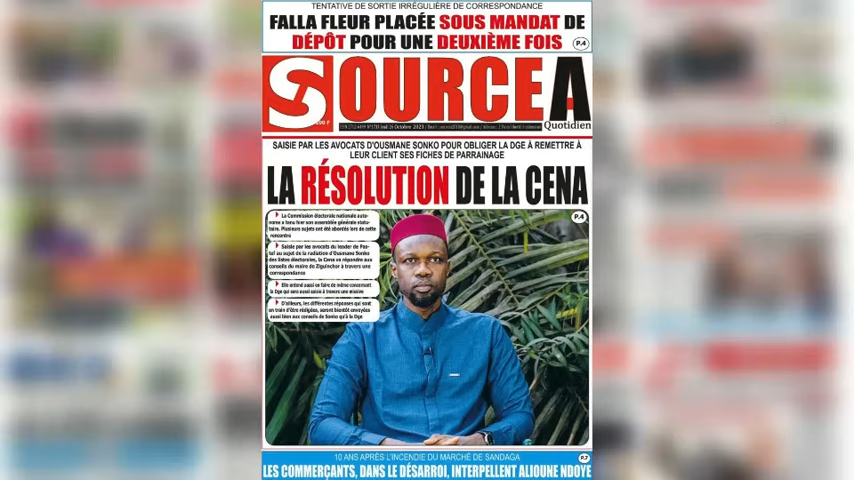 TENTATIVE DE SORTIE IRRÉGULIÈRE DE CORRESPONDANCE
FALLA FLEUR PLACÉE SOUS MANDAT DE
DÉPÔT POUR UNE DEUXIÈME FOIS
P.4
SOURCEA
Quotidien
SAISIE PAR LES AVOCATS D'OUSMANE SONKO POUR OBLIGER LA DGE À REMETTRE À
LEUR CLIENT SES FICHES DE PARRAINAGE
LA RÉSOLUTION DE LA CENA
P.4
La Commission électorale nationale auto-
nome a tenu hier son assemblée générale statu-
taire. Plusieurs sujets ont été abordés lors de cette
rencontre
Saisie par les avocats du leader de Pas-
tef au sujet de la radiation d'Ousmane Sonko
des listes électorales, la Cena va répondre aux
conseils du maire de Ziguinchor à travers une
correspondance
Elle entend aussi en faire de même concernant
la Dge qui sera aussi saisie à travers une missive
D'ailleurs, les différentes réponses qui sont
en train d'être rédigées, seront bientôt envoyées
aussi bien aux conseils de Sonko qu'à la Dge
10 ANS APRÈS L'INCENDIE DU MARCHÉ DE SANDAGA
P.7
LES COMMERÇANTS, DANS LE DÉSARROI, INTERPELLENT ALIOUNE NDOYE